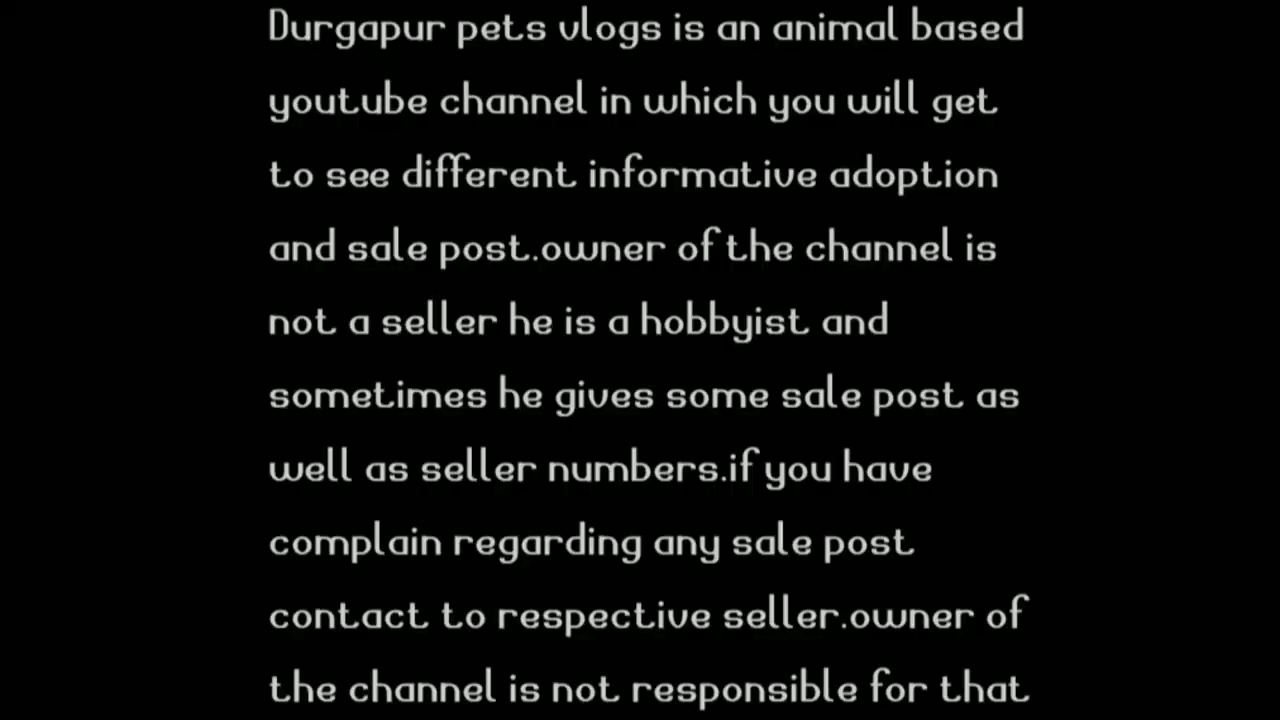 Durgapur pets vlogs is an animal based
youtube channel in which you will get
to see different informative adoption
and sale post.owner of the channel is
not a seller he is a hobbyist and
sometimes he gives some sale post as
well as seller numbers.if you have
complain regarding any sale post
contact to respective seller.owner of
the channel is not responsible for that